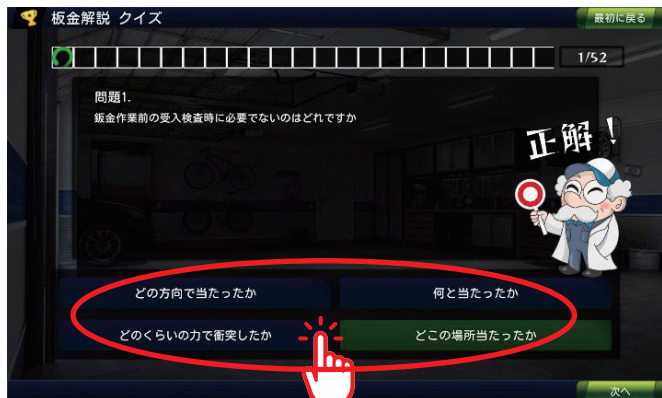 板金解説 クイズ
最初に戻る
1/52
問題1.
鈑金作業前の受入検査時に必要でないのはどれですか
正解！
どの方向で当たったか
何と当たったか
どのくらいの力で衝突したか
どこの場所当たったか
次へ